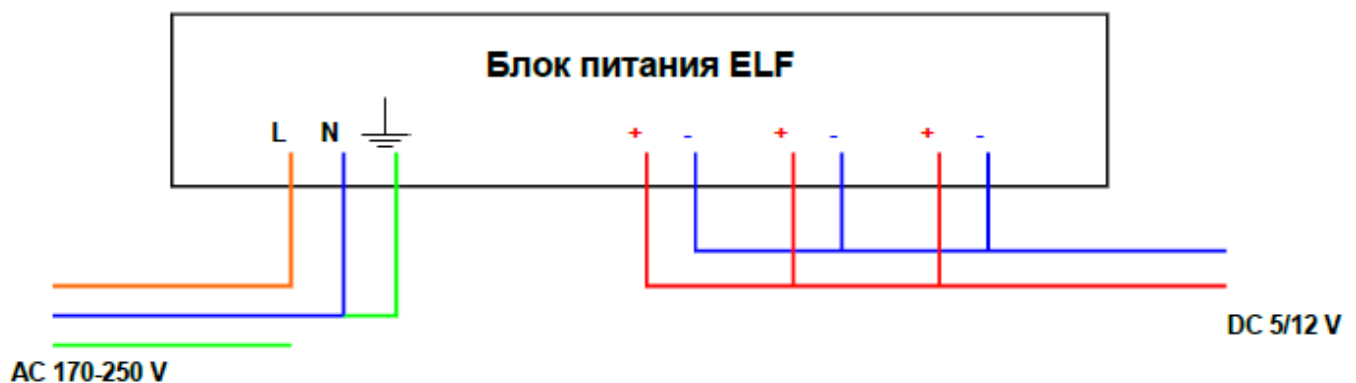 Блок питания ELF
L N + - + - + -
DC 5/12 V
AC 170-250 V